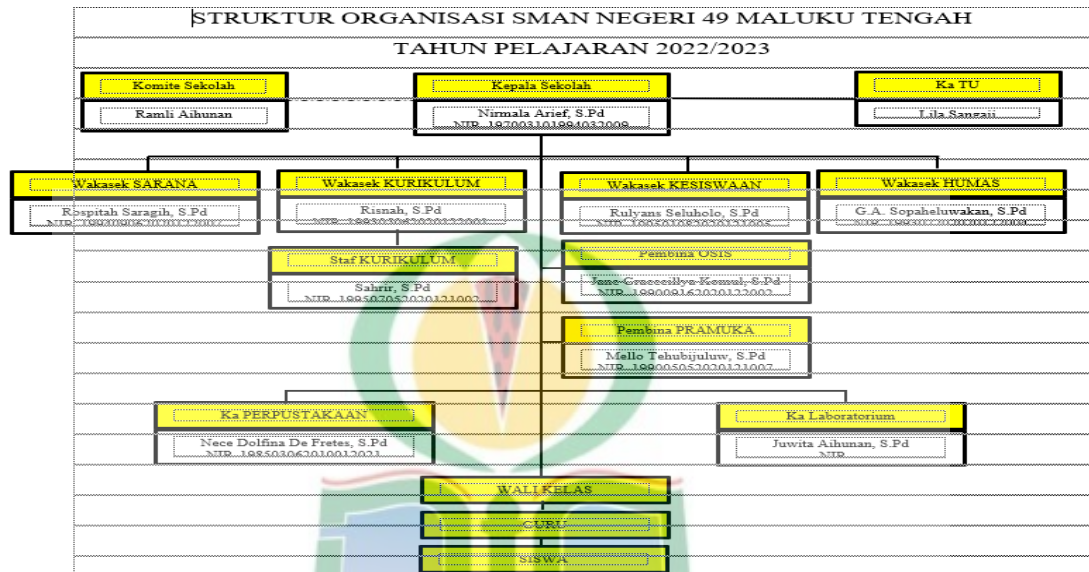 STRUKTUR ORGANISASI SMAN NEGERI 49 MALUKU TENGAH
TAHUN PELAJARAN 2022/2023
Komite Sekolah
Ramli Aihunan
Kepala Sekolah
Nirmala Arief, S.Pd
NIP. 197003101994032009
Ka TU
Lila Sangaji
Wakasek SARANA
Rospitah Saragih, S.Pd
Wakasek KURIKULUM
Risnah, S.Pd
Wakasek KESISWAAN
Rulyans Seluholo, S.Pd
Wakasek HUMAS
G.A. Sopaheluwakan, S.Pd
Staf KURIKULUM
Sahrir, S.Pd
NIP. 199507052020121002
Pembina OSIS
Jane Gracecillya Komul, S.Pd
NIP. 199009162020122002
Pembina PRAMUKA
Mello Tehubijuluw, S.Pd
NIP. 199005052020121007
Ka PERPUSTAKAAN
Nece Dolfina De Fretes, S.Pd
NIP. 198503062010012021
Ka Laboratorium
Juwita Aihunan, S.Pd
NIP.
WALI KELAS
GURU
SISWA